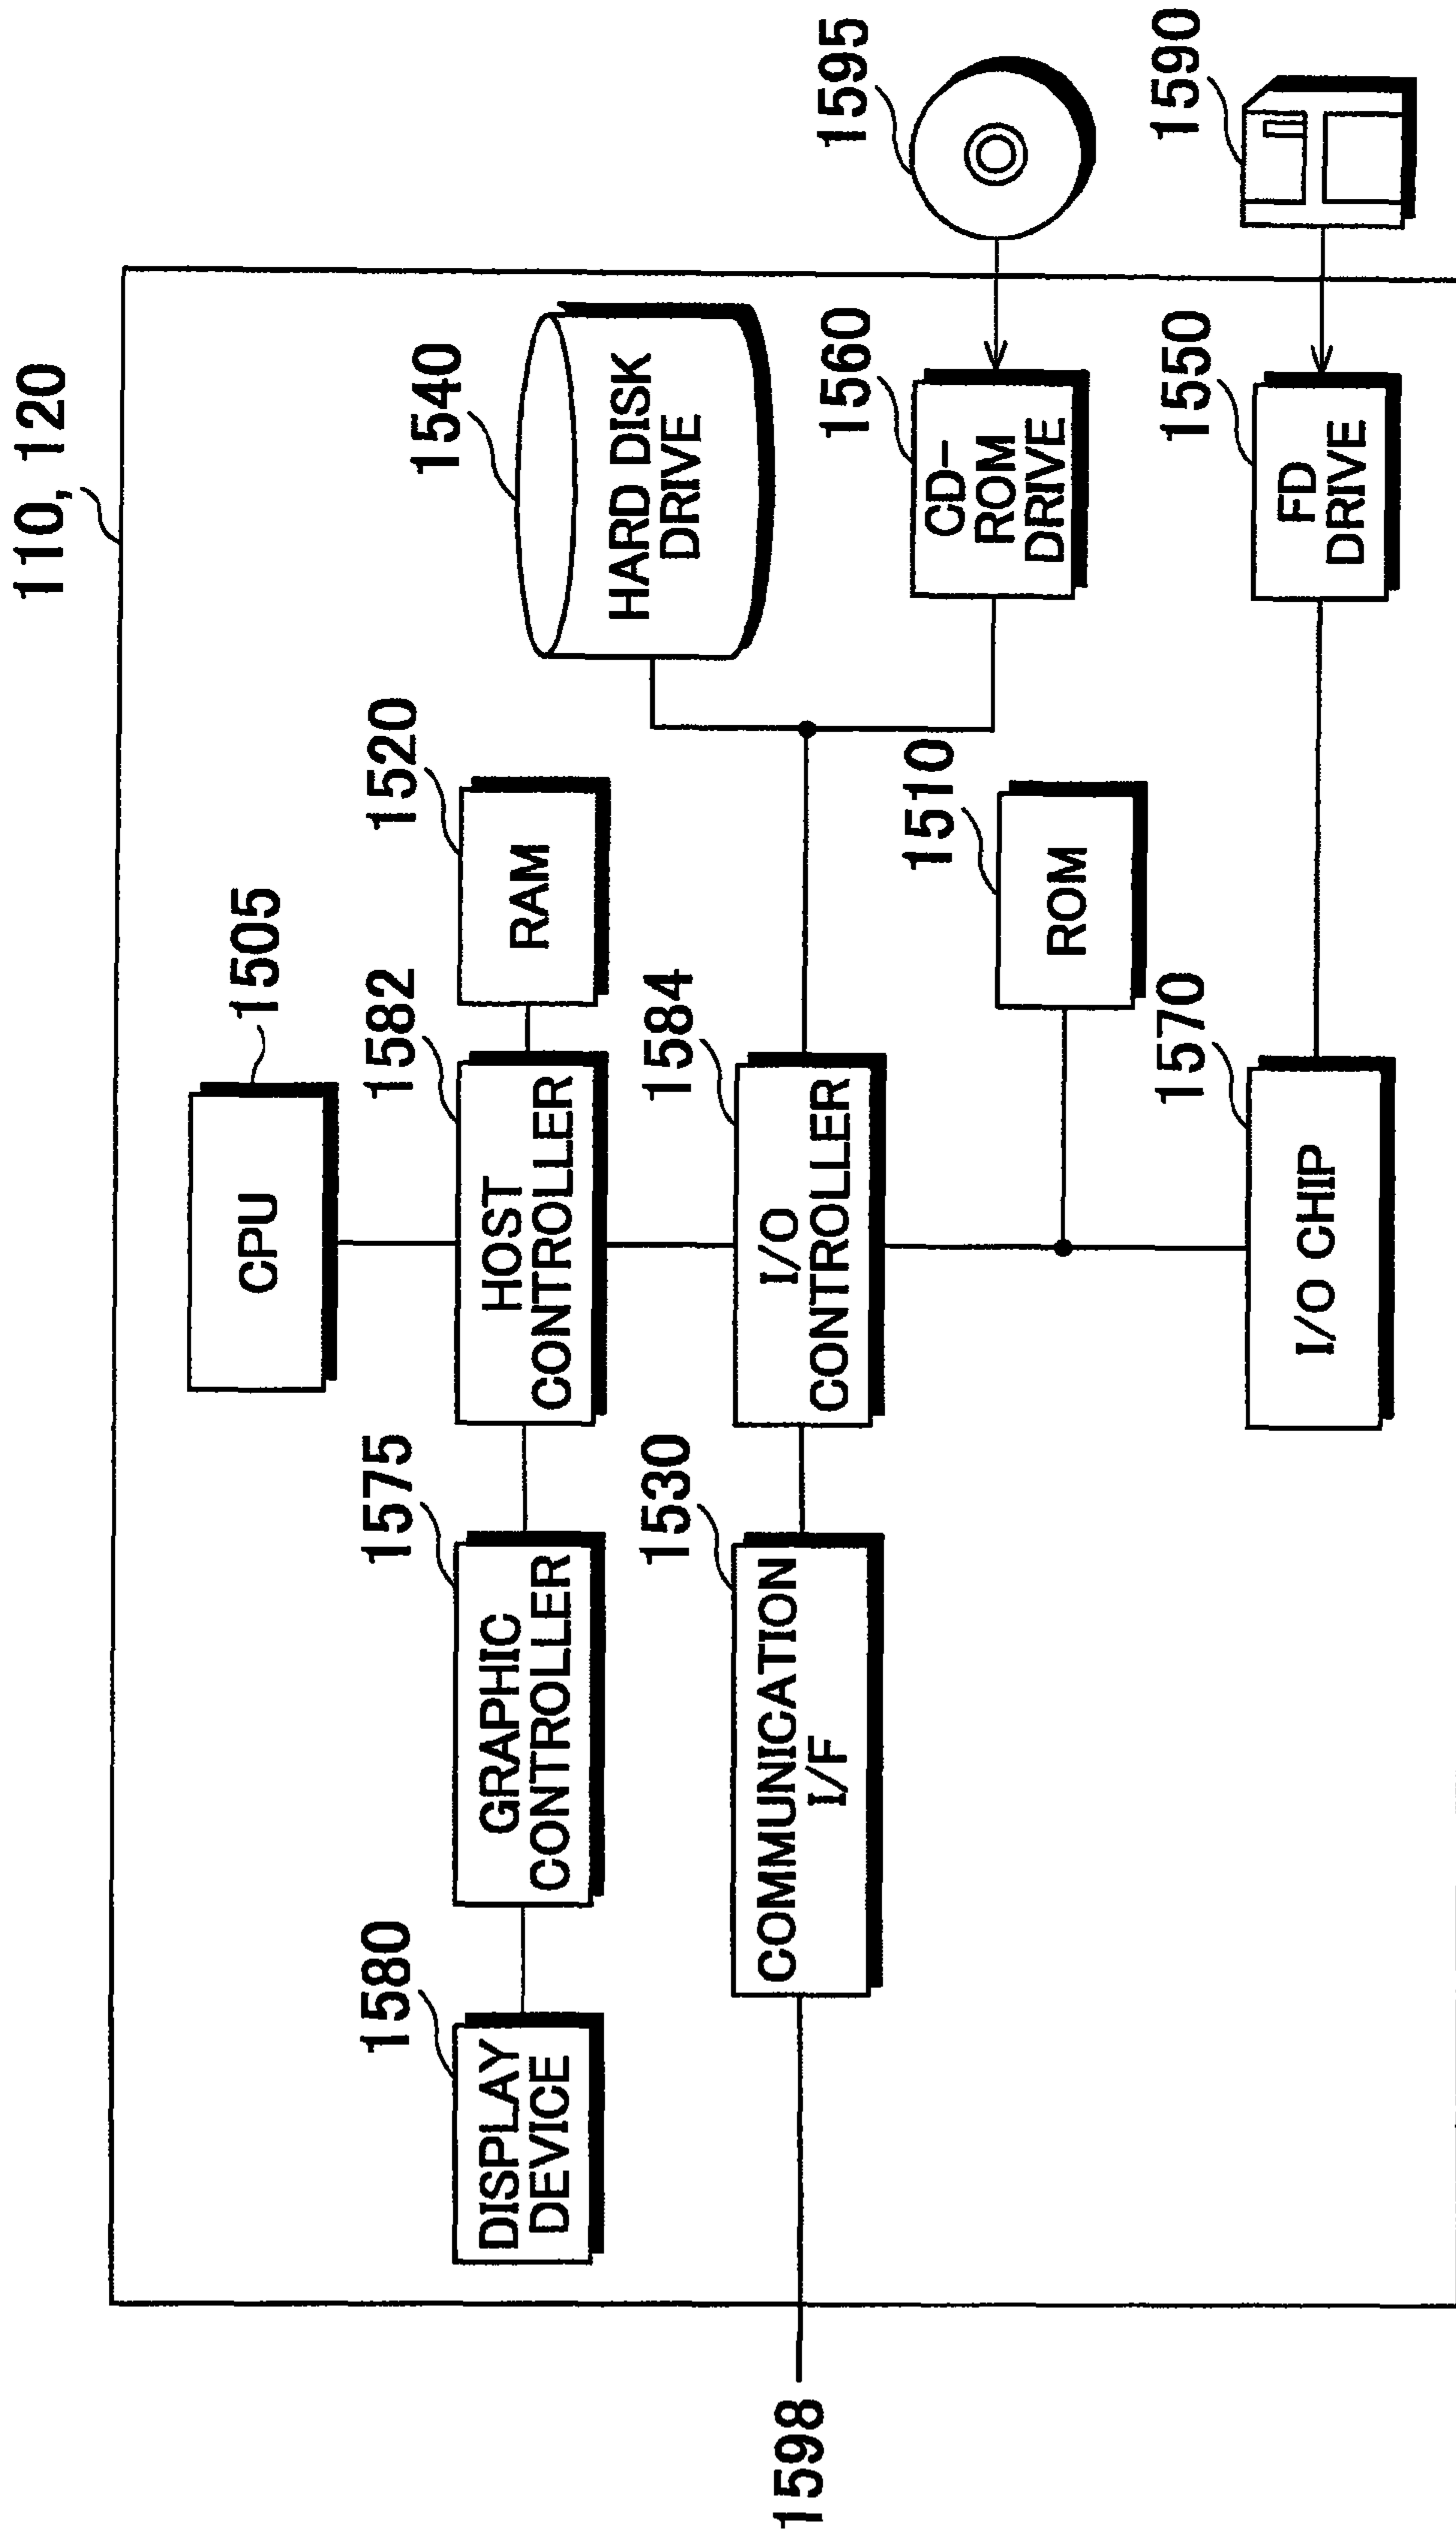 110, 120
1505
CPU
1580
DISPLAY
DEVICE
1575
GRAPHIC
CONTROLLER
1582
HOST
CONTROLLER
1520
RAM
1540
HARD DISK
DRIVE
1598
1530
COMMUNICATION
I/F
1584
I/O
CONTROLLER
1510
ROM
1560
CD-
ROM
DRIVE
1595
1570
I/O CHIP
1550
FD
DRIVE
1590